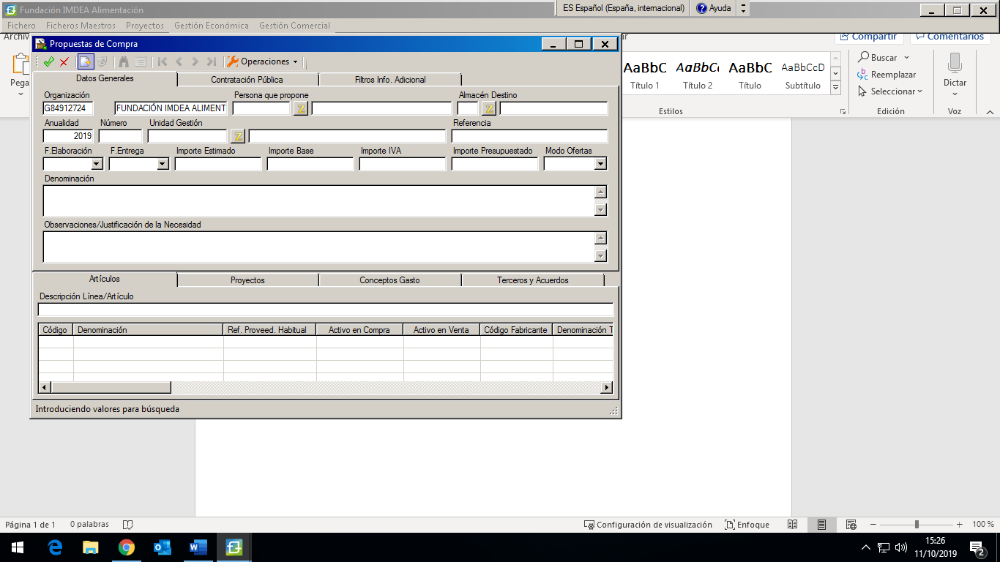 Fundación IMDEA Alimentación
ES Español (España, internacional)
Ayuda
Fichero Ficheros Maestros Proyectos Gestión Económica Gestión Comercial
Archiv
Compartir
Comentarios
Propuestas de Compra
Operaciones
Pega
Datos Generales
Contratación Pública
Filtros Info. Adicional
Organización
Persona que propone
Almacén Destino
G84912724
FUNDACIÓN IMDEA ALIMENT
Anualidad
Número
Unidad Gestión
Referencia
2019
F.Elaboración
F.Entrega
Importe Estimado
Importe Base
Importe IVA
Importe Presupuestado
Modo Ofertas
Denominación
Observaciones/Justificación de la Necesidad
Artículos
Proyectos
Conceptos Gasto
Terceros y Acuerdos
Descripción Línea/Artículo
Código
Denominación
Ref. Proveed. Habitual
Activo en Compra
Activo en Venta
Código Fabricante
Denominación T
Introduciendo valores para búsqueda
AaBbC
AaBbCc
AaBbC
AaBbCcD
Título 1
Título 2
Título
Subtítulo
Estilos
Buscar
Reemplazar
Seleccionar
Edición
Dictar
Voz
Página 1 de 1
0 palabras
Configuración de visualización
Enfoque
100 %
15:26
11/10/2019
2